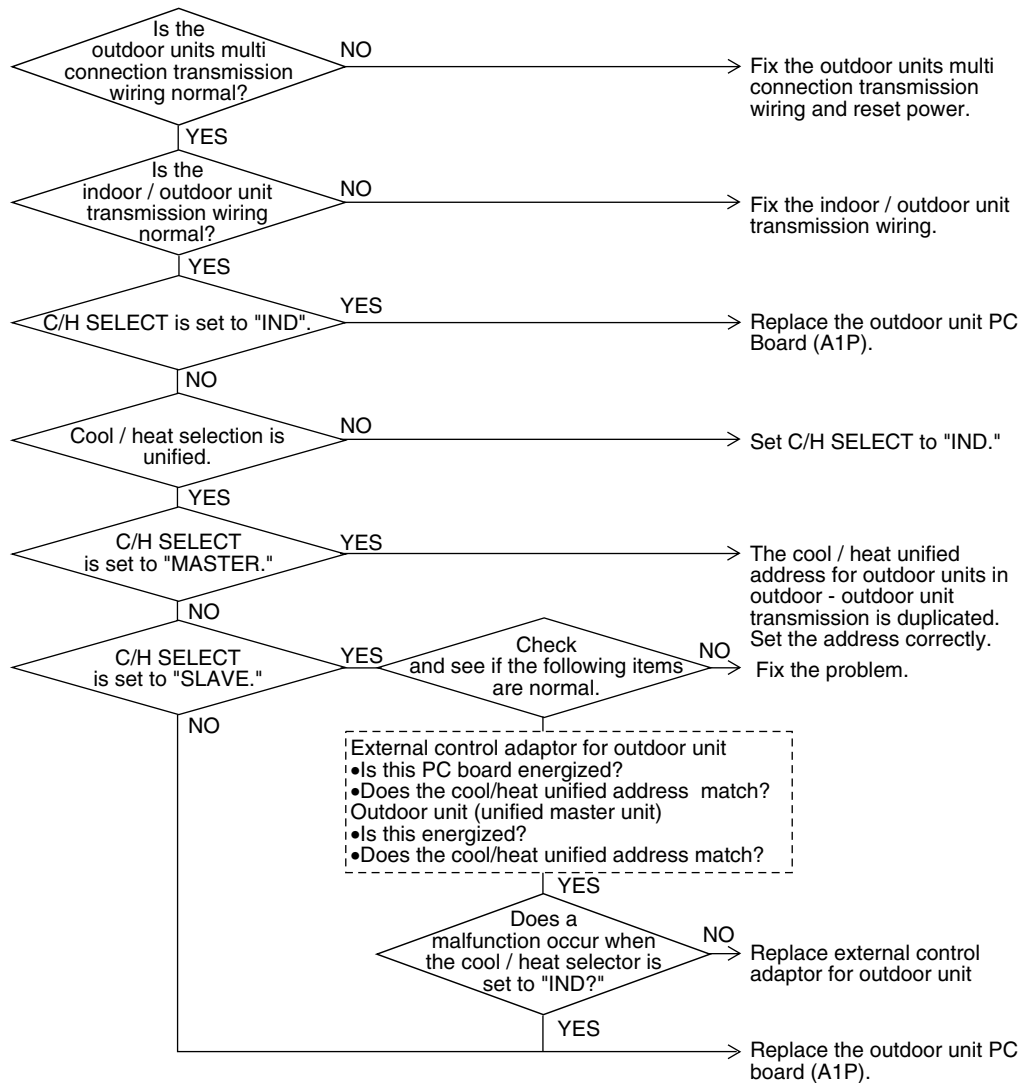 Is the
outdoor units multi
connection transmission
wiring normal?
NO
Fix the outdoor units multi
connection transmission
wiring and reset power.
YES
Is the
indoor / outdoor unit
transmission wiring
normal?
NO
Fix the indoor / outdoor unit
transmission wiring.
YES
C/H SELECT is set to "IND".
YES
Replace the outdoor unit PC
Board (A1P).
NO
Cool / heat selection is
unified.
NO
Set C/H SELECT to "IND."
YES
C/H SELECT
is set to "MASTER."
YES
The cool / heat unified
address for outdoor units in
outdoor - outdoor unit
transmission is duplicated.
Set the address correctly.
NO
C/H SELECT
is set to "SLAVE."
YES
Check
and see if the following items
are normal.
NO
Fix the problem.
NO
External control adaptor for outdoor unit
•Is this PC board energized?
•Does the cool/heat unified address match?
Outdoor unit (unified master unit)
•Is this energized?
•Does the cool/heat unified address match?
YES
Does a
malfunction occur when
the cool / heat selector is
set to "IND?"
NO
Replace external control
adaptor for outdoor unit
YES
Replace the outdoor unit PC
board (A1P).